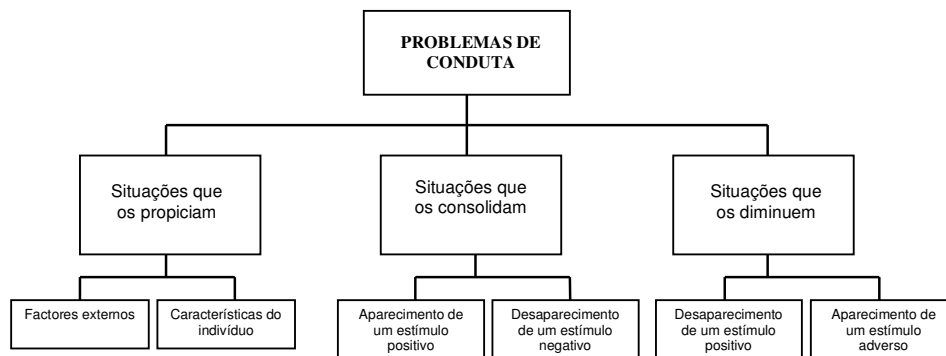 PROBLEMAS DE
CONDUTA
Situações que
os propiciam
Situações que
os consolidam
Situações que
os diminuem
Factores externos
Características do
indivíduo
Aparecimento de
um estímulo
positivo
Desaparecimento
de um estímulo
negativo
Desaparecimento
de um estímulo
positivo
Aparecimento de
um estímulo
adverso